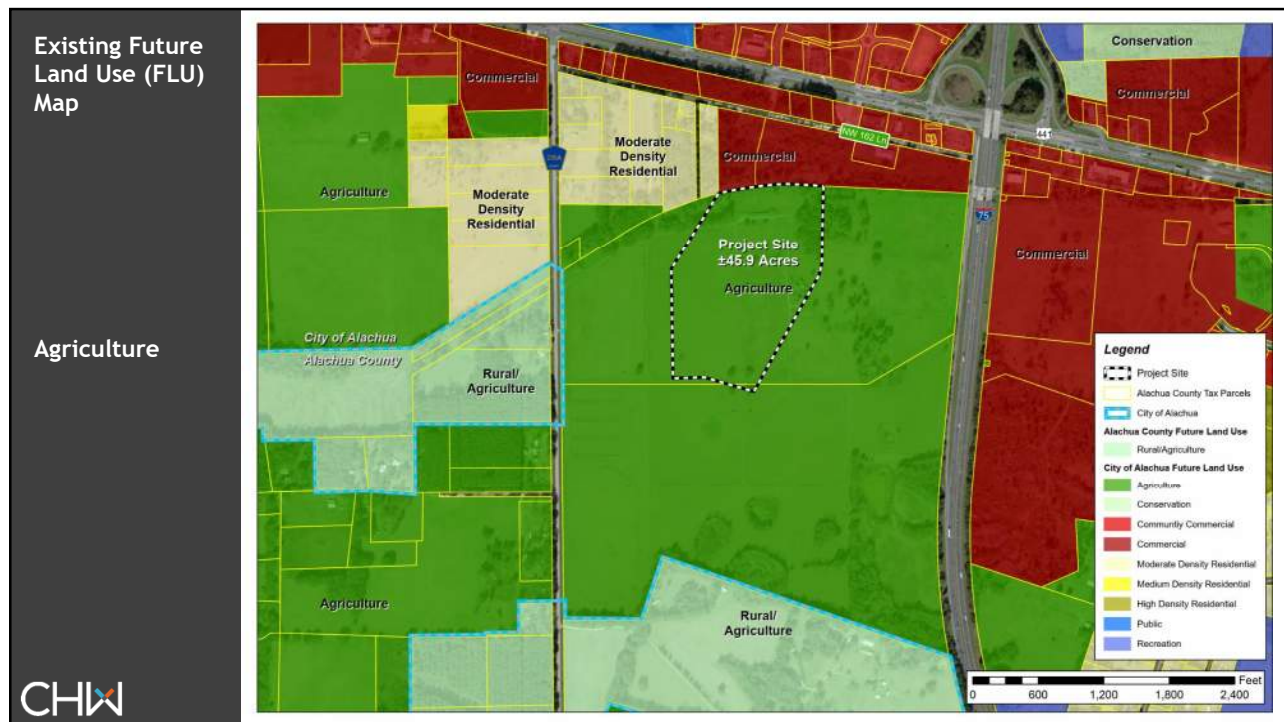 Existing Future
Land Use (FLU)
Map
Agriculture
CHW
Conservation
Commercial
Commercial
441
NW 162 Ln
Moderate
Density
Residential
Commercial
Agriculture
Moderate
Density
Residential
75
Project Site
±45.9 Acres
Agriculture
Commercial
City of Alachua
Alachua County
Rural/
Agriculture
Agriculture
Rural/
Agriculture
Legend
Project Site
Alachua County Tax Parcels
City of Alachua
Alachua County Future Land Use
Rural/Agriculture
City of Alachua Future Land Use
Agriculture
Conservation
Communtiy Commercial
Commercial
Moderate Density Residential
Medium Density Residential
High Density Residential
Public
Recreation
Feet
0 600 1,200 1,800 2,400